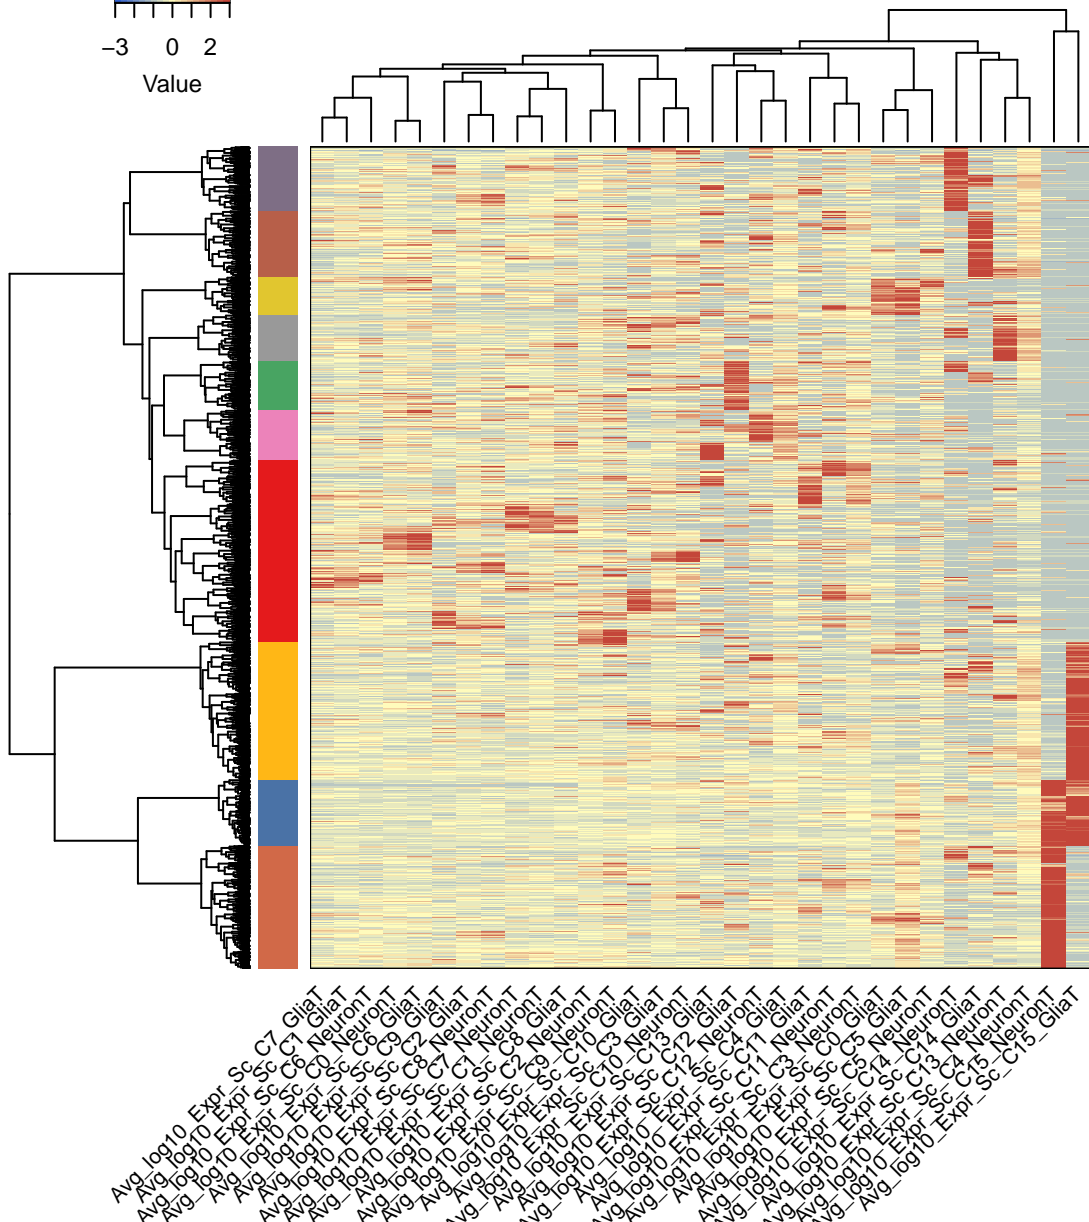 −3 0 2
Value
Avg_log10_Expr_Sc_C7_GliaT
Avg_log10_Expr_Sc_C1_GliaT
Avg_log10_Expr_Sc_C6_NeuronT
Avg_log10_Expr_Sc_C0_NeuronT
Avg_log10_Expr_Sc_C6_GliaT
Avg_log10_Expr_Sc_C9_GliaT
Avg_log10_Expr_Sc_C2_GliaT
Avg_log10_Expr_Sc_C8_NeuronT
Avg_log10_Expr_Sc_C7_NeuronT
Avg_log10_Expr_Sc_C1_NeuronT
Avg_log10_Expr_Sc_C8_GliaT
Avg_log10_Expr_Sc_C2_NeuronT
Avg_log10_Expr_Sc_C9_NeuronT
Avg_log10_Expr_Sc_C10_GliaT
Avg_log10_Expr_Sc_C3_GliaT
Avg_log10_Expr_Sc_C10_NeuronT
Avg_log10_Expr_Sc_C13_GliaT
Avg_log10_Expr_Sc_C12_GliaT
Avg_log10_Expr_Sc_C12_NeuronT
Avg_log10_Expr_Sc_C4_GliaT
Avg_log10_Expr_Sc_C11_GliaT
Avg_log10_Expr_Sc_C11_NeuronT
Avg_log10_Expr_Sc_C3_NeuronT
Avg_log10_Expr_Sc_C0_GliaT
Avg_log10_Expr_Sc_C5_GliaT
Avg_log10_Expr_Sc_C5_NeuronT
Avg_log10_Expr_Sc_C14_NeuronT
Avg_log10_Expr_Sc_C14_GliaT
Avg_log10_Expr_Sc_C13_NeuronT
Avg_log10_Expr_Sc_C4_NeuronT
Avg_log10_Expr_Sc_C15_NeuronT
Avg_log10_Expr_Sc_C15_GliaT